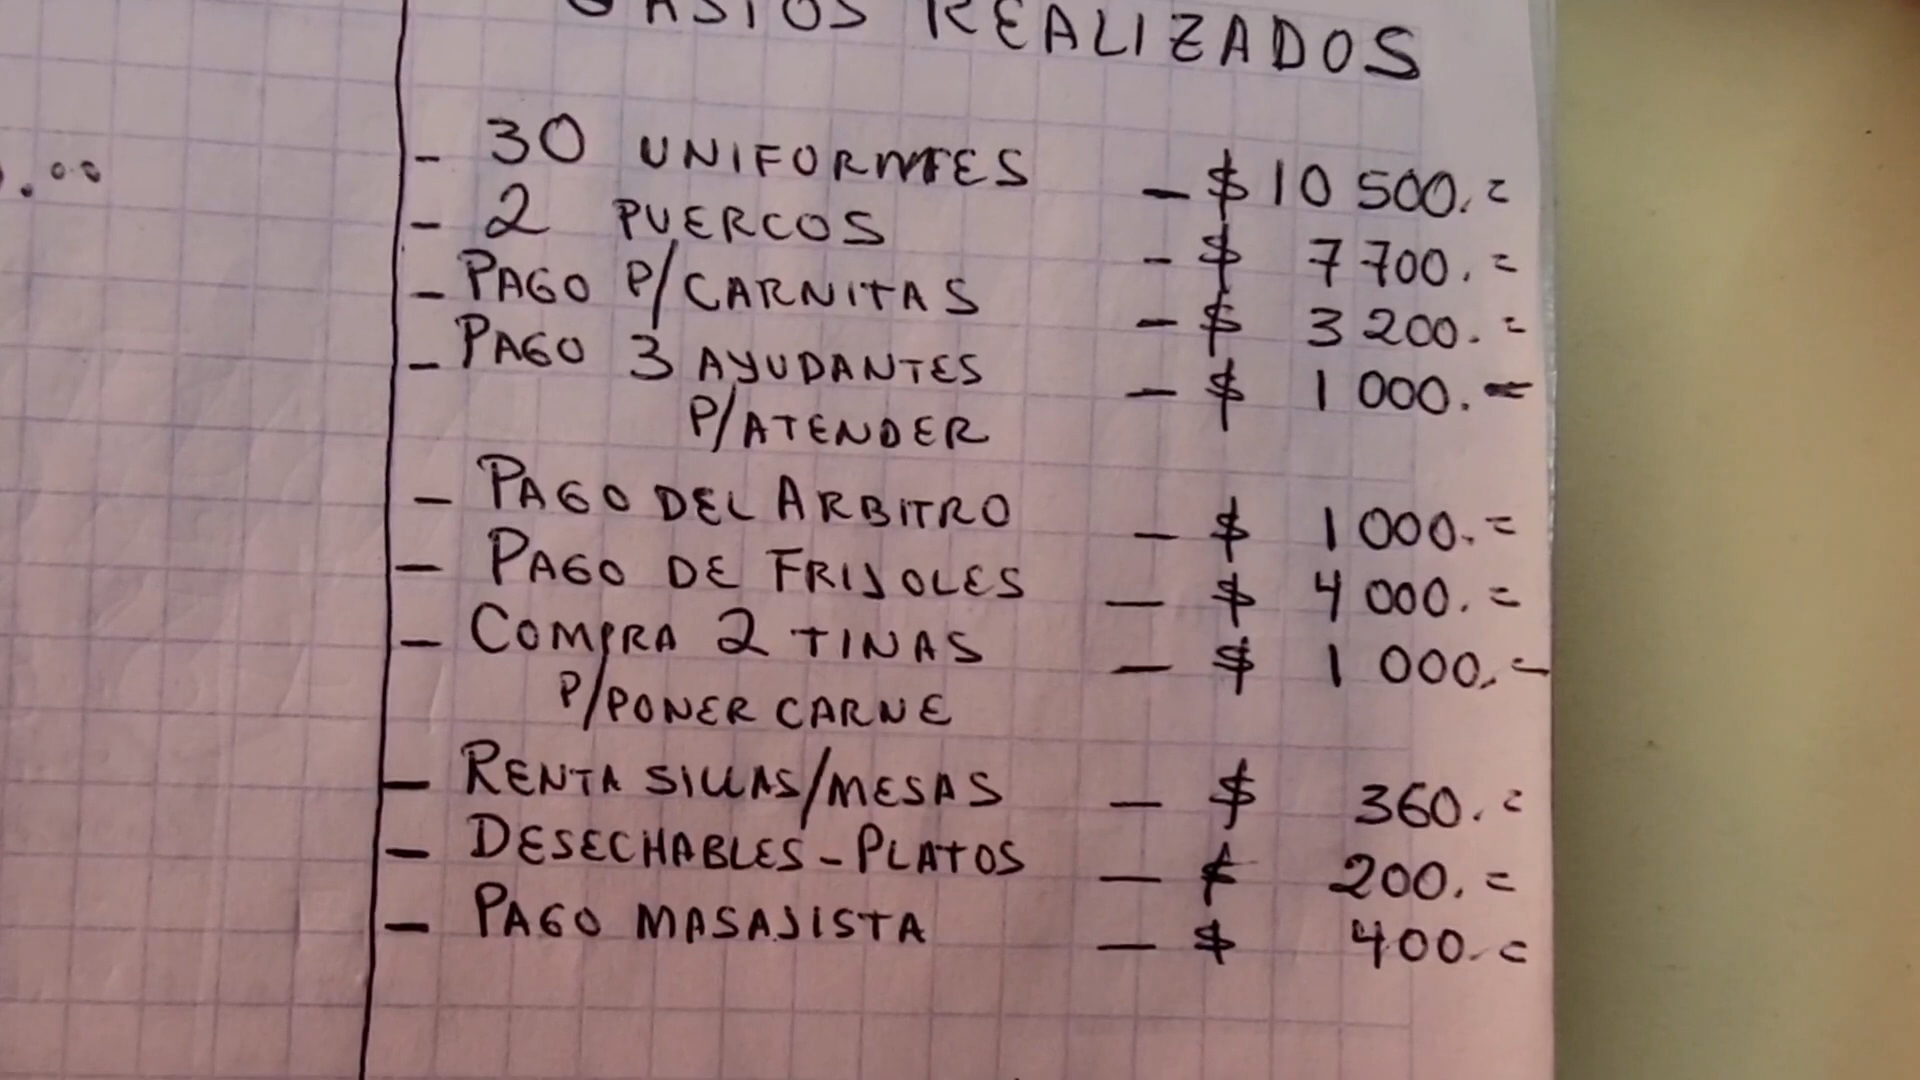 GASTOS REALIZADOS
.00
- 30 UNIFORMES - $ 10 500.=
- 2 PUERCOS - $ 7 700.=
- PAGO P/CARNITAS - $ 3 200.=
- PAGO 3 AYUDANTES - $ 1 000.=
P/ATENDER
- PAGO DEL ARBITRO - $ 1 000.=
- PAGO DE FRIJOLES - $ 4 000.=
- COMPRA 2 TINAS - $ 1 000.-
P/PONER CARNE
- RENTA SILLAS/MESAS - $ 360.=
- DESECHABLES - PLATOS - $ 200.=
- PAGO MASAJISTA - $ 400.=